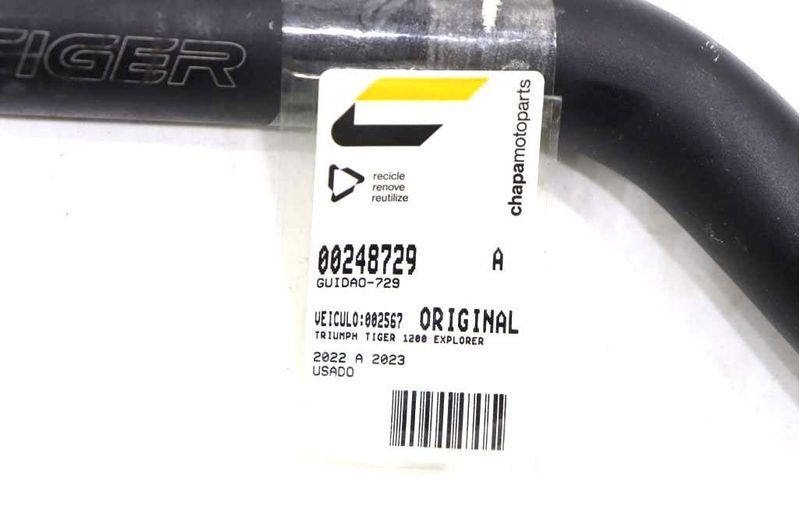 TIGER
chapamotoparts
recicle
renove
reutilize
00248729 A
GUIDAO-729
VEICULO:002567 ORIGINAL
TRIUMPH TIGER 1200 EXPLORER
2022 A 2023
USADO